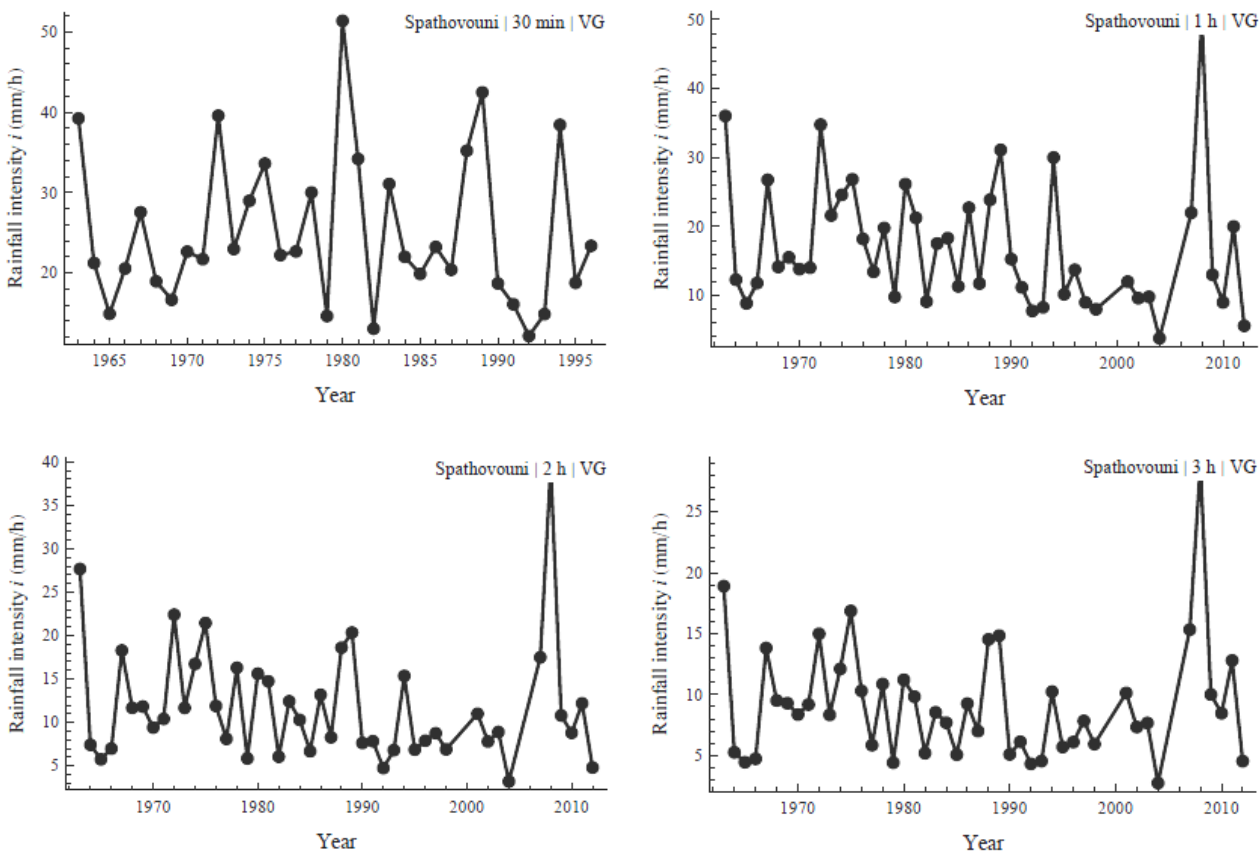 Spathovouni | 30 min | VG
50
40
30
20
Rainfall intensity i (mm/h)
1965 1970 1975 1980 1985 1990 1995
Year
Spathovouni | 1 h | VG
50
40
30
20
10
Rainfall intensity i (mm/h)
1970 1980 1990 2000 2010
Year
Spathovouni | 2 h | VG
40
35
30
25
20
15
10
5
Rainfall intensity i (mm/h)
1970 1980 1990 2000 2010
Year
Spathovouni | 3 h | VG
25
20
15
10
5
Rainfall intensity i (mm/h)
1970 1980 1990 2000 2010
Year